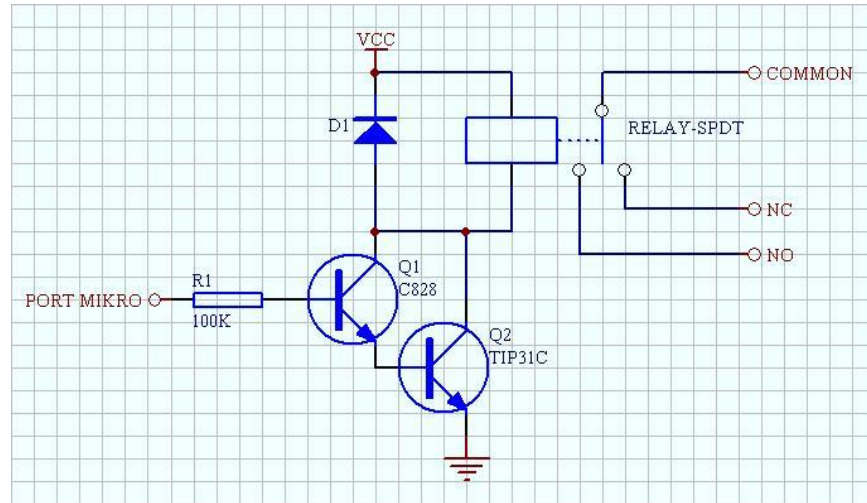 VCC
COMMON
D1
RELAY-SPDT
NC
NO
Q1
C828
R1
PORT MIKRO
100K
Q2
TIP31C